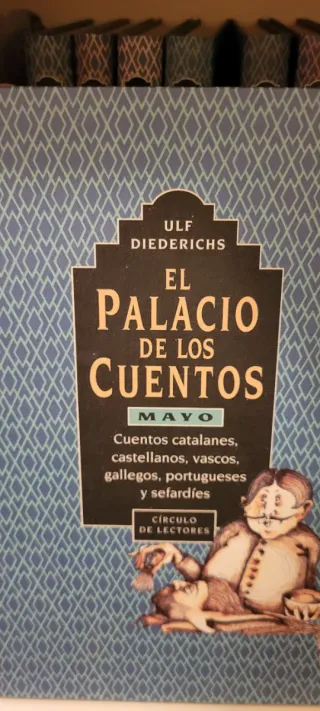 ULF
DIEDERICHS
EL
PALACIO
DE LOS
CUENTOS
MAYO
Cuentos catalanes,
castellanos, vascos,
gallegos, portugueses
y sefardíes
CÍRCULO
DE LECTORES